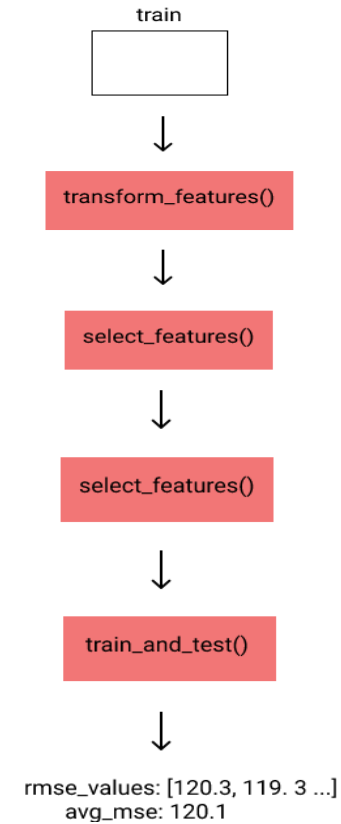 train
transform_features()
select_features()
select_features()
train_and_test()
rmse_values: [120.3, 119. 3 ...]
avg_mse: 120.1